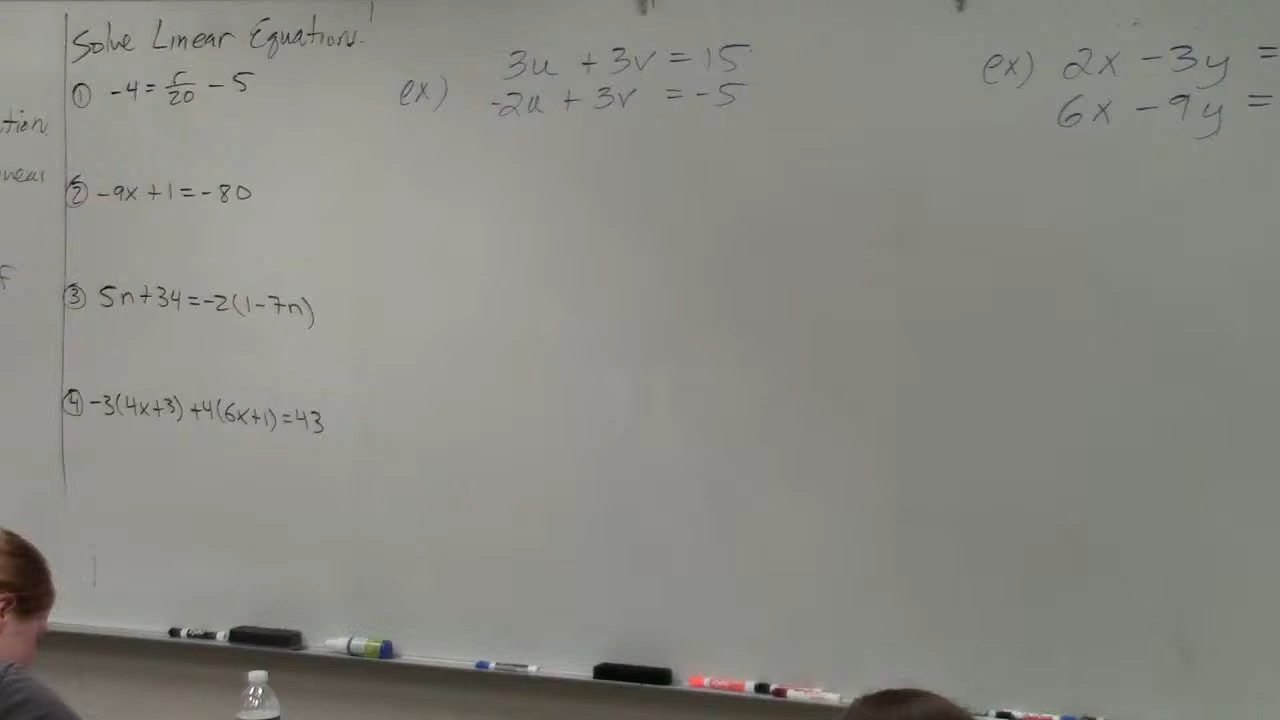 tion.
near
f
Solve Linear Equations!
① -4 = r/20 - 5
② -9x + 1 = -80
③ 5n + 34 = -2(1 - 7n)
④ -3(4x+3) + 4(6x+1) = 43
ex) 3u + 3v = 15
-2u + 3v = -5
ex) 2x - 3y =
6x - 9y =